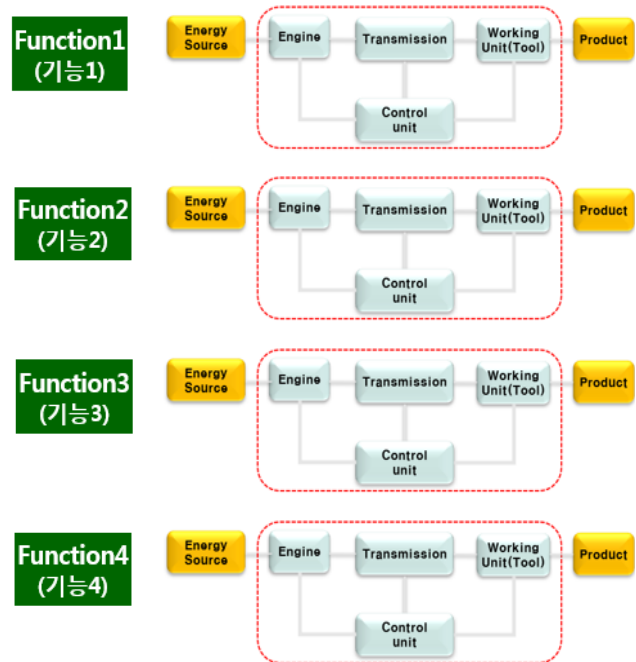 Function1
(기능1)
Energy
Source
Engine
Transmission
Working
Unit(Tool)
Product
Control
unit
Function2
(기능2)
Energy
Source
Engine
Transmission
Working
Unit(Tool)
Product
Control
unit
Function3
(기능3)
Energy
Source
Engine
Transmission
Working
Unit(Tool)
Product
Control
unit
Function4
(기능4)
Energy
Source
Engine
Transmission
Working
Unit(Tool)
Product
Control
unit